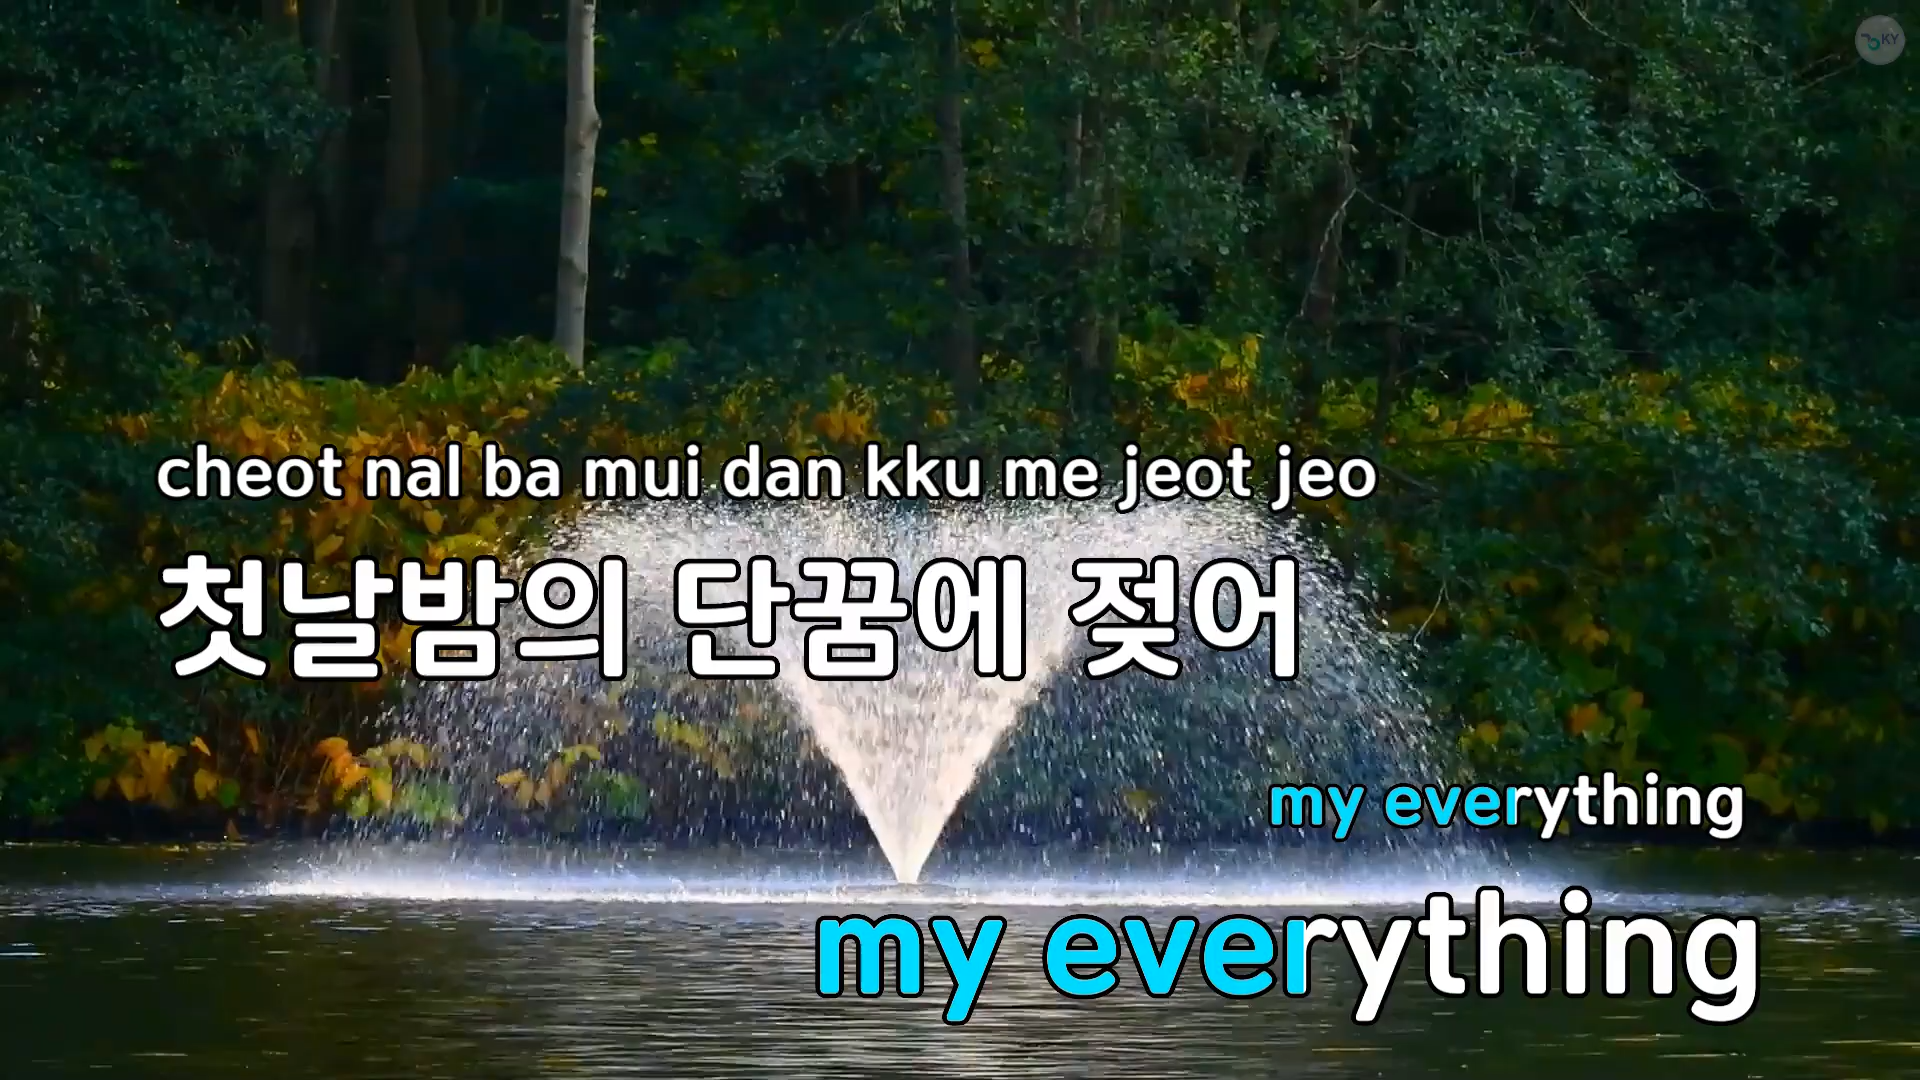 KY
cheot nal ba mui dan kku me jeot jeo
첫날밤의 단꿈에 젖어
my everything
my everything